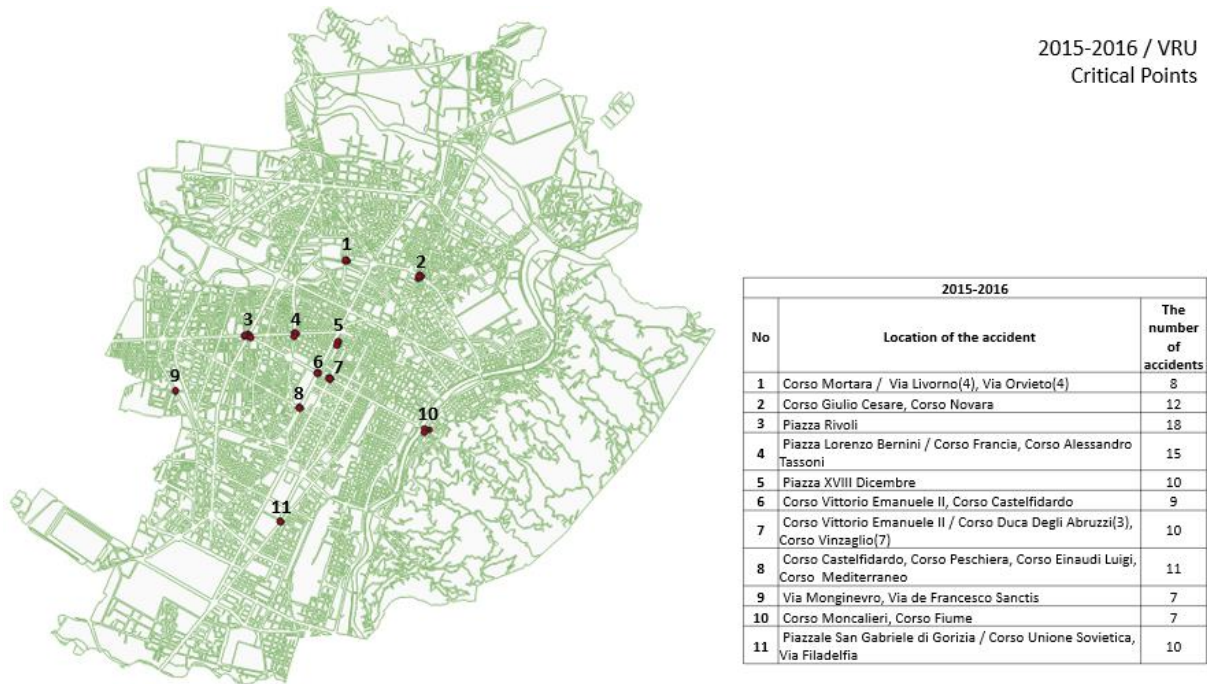 2015-2016 / VRU
Critical Points
1
2
3
4
5
6
7
8
9
10
11
2015-2016
No
Location of the accident
The
number
of
accidents
1 Corso Mortara / Via Livorno(4), Via Orvieto(4) 8
2 Corso Giulio Cesare, Corso Novara 12
3 Piazza Rivoli 18
4 Piazza Lorenzo Bernini / Corso Francia, Corso Alessandro
Tassoni 15
5 Piazza XVIII Dicembre 10
6 Corso Vittorio Emanuele II, Corso Castelfidardo 9
7 Corso Vittorio Emanuele II / Corso Duca Degli Abruzzi(3),
Corso Vinzaglio(7) 10
8 Corso Castelfidardo, Corso Peschiera, Corso Einaudi Luigi,
Corso Mediterraneo 11
9 Via Monginevro, Via de Francesco Sanctis 7
10 Corso Moncalieri, Corso Fiume 7
11 Piazzale San Gabriele di Gorizia / Corso Unione Sovietica,
Via Filadelfia 10